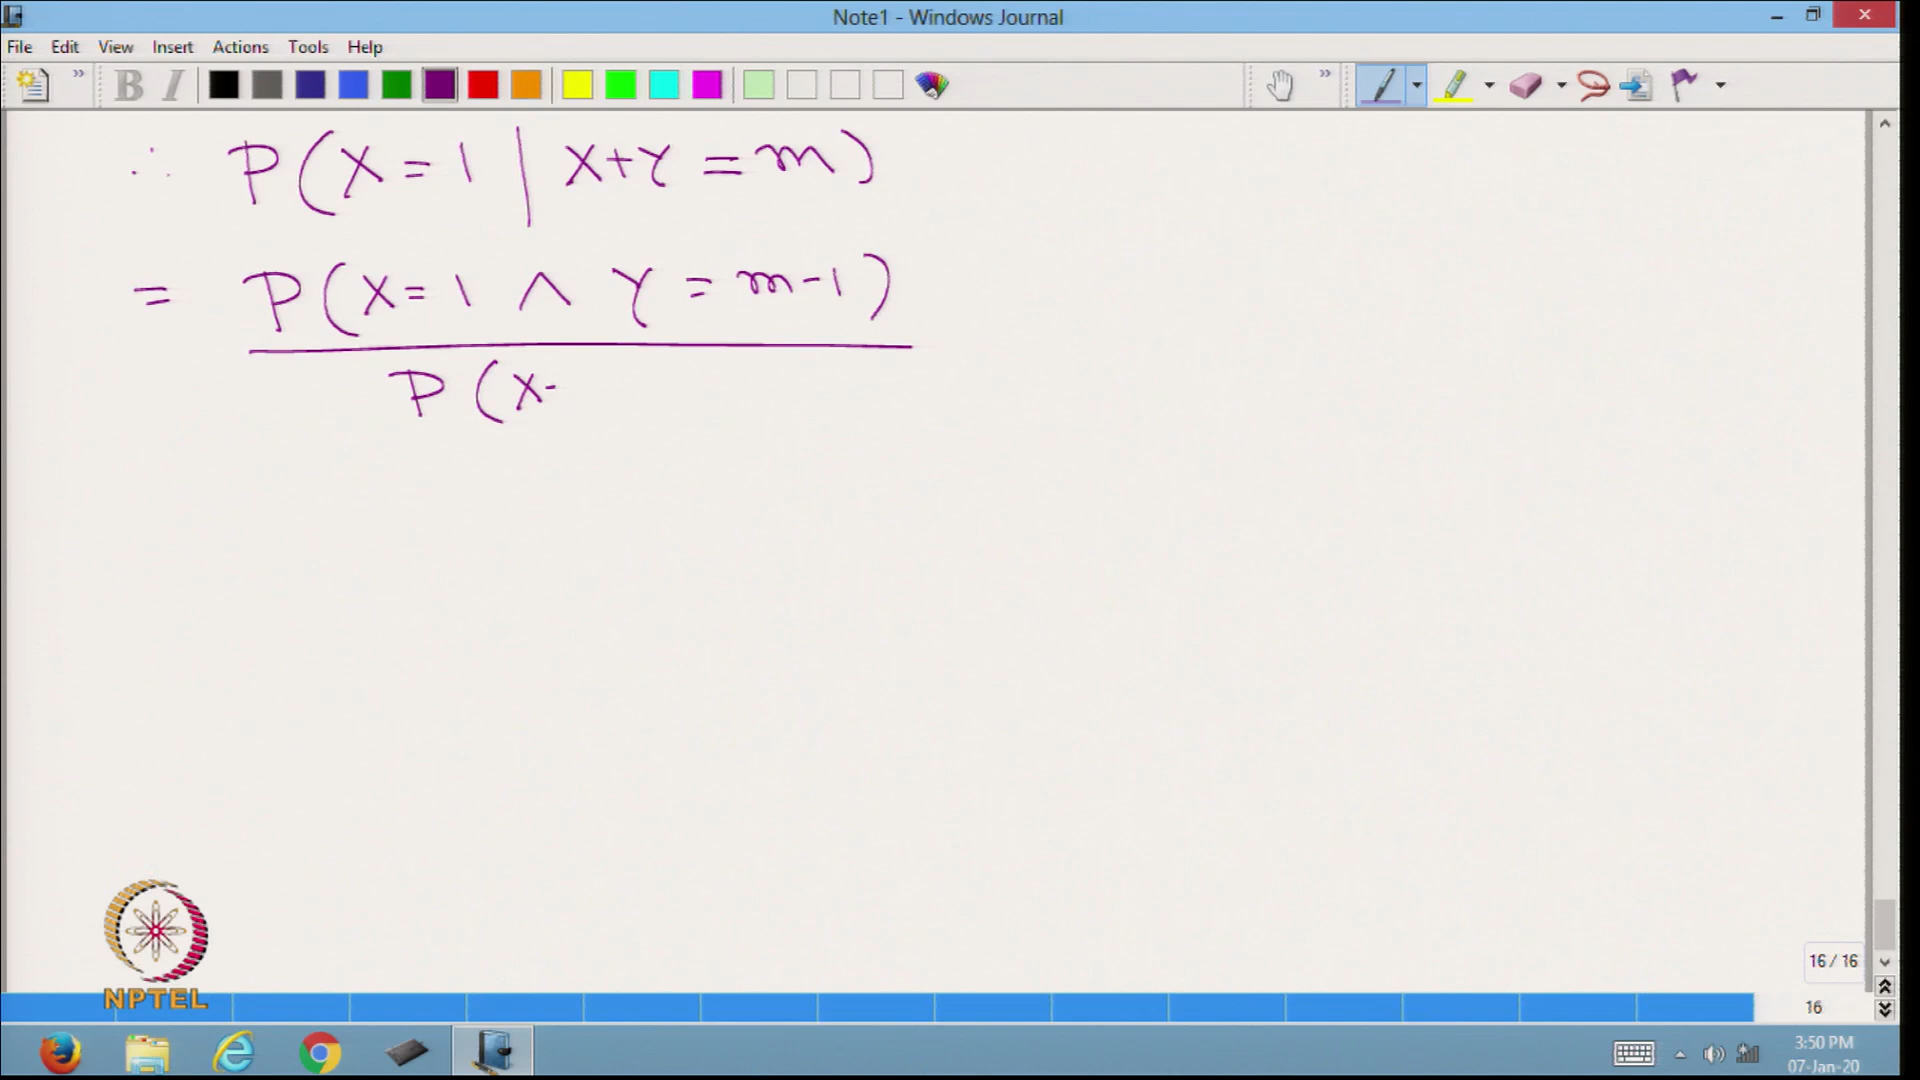 Note1 - Windows Journal
File Edit View Insert Actions Tools Help
B I
∴ P(X = 1 | X+Y = m)
= P(X = 1 ∧ Y = m-1)
P (X-
16 / 16
NPTEL
16
3:50 PM
07-Jan-20